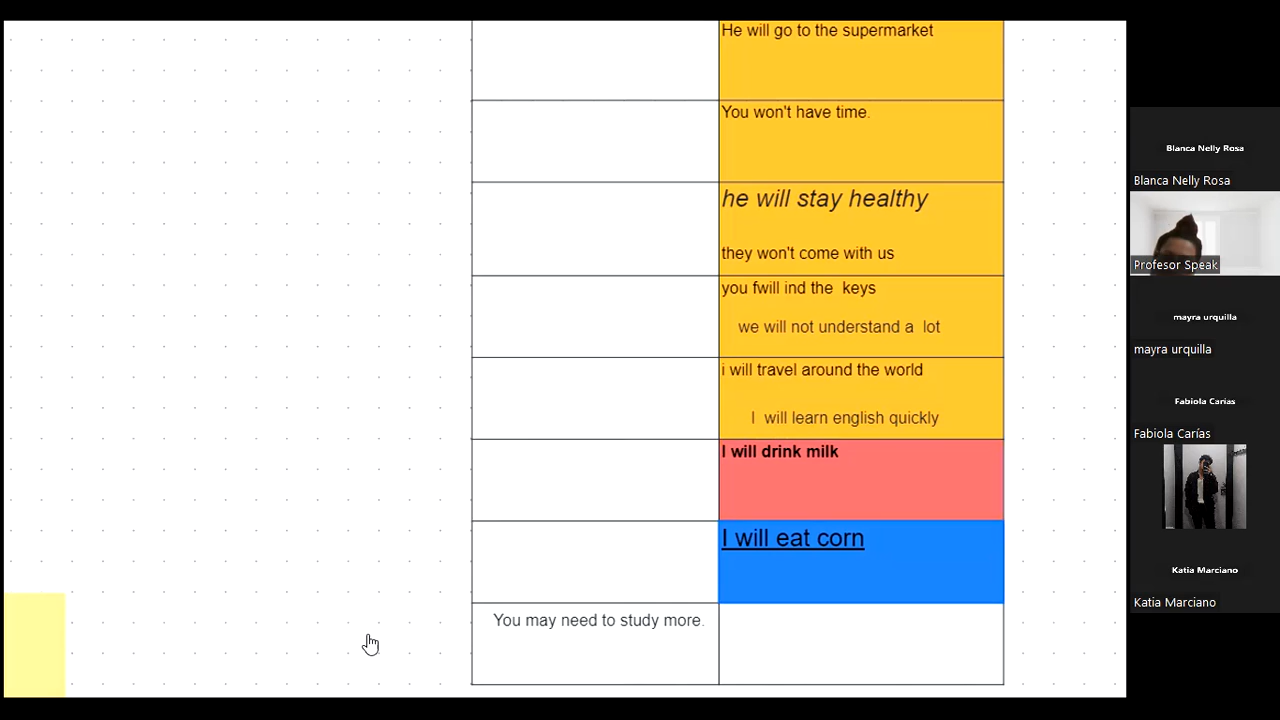 He will go to the supermarket
You won't have time.
he will stay healthy
they won't come with us
you fwill ind the  keys
we will not understand a  lot
i will travel around the world
I  will learn english quickly
I will drink milk
I will eat corn
You may need to study more.
Blanca Nelly Rosa
Blanca Nelly Rosa
Profesor Speak
mayra urquilla
mayra urquilla
Fabiola Carías
Fabiola Carías
Katia Marciano
Katia Marciano